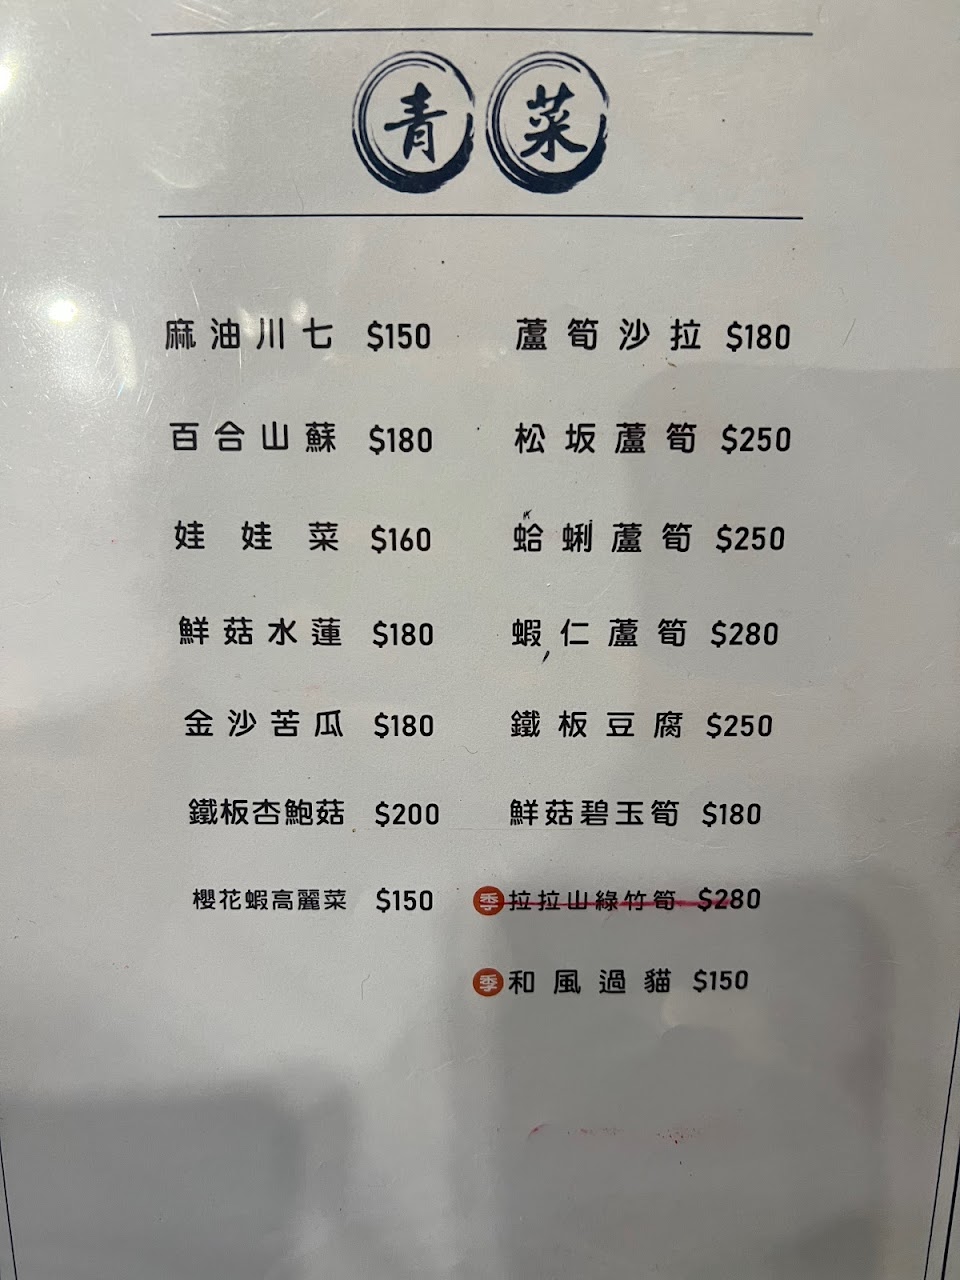 青菜
麻油川七 $150
百合山蘇 $180
娃娃菜 $160
鮮菇水蓮 $180
金沙苦瓜 $180
鐵板杏鮑菇 $200
櫻花蝦高麗菜 $150
蘆筍沙拉 $180
松坂蘆筍 $250
蛤蜊蘆筍 $250
蝦仁蘆筍 $280
鐵板豆腐 $250
鮮菇碧玉筍 $180
季 拉拉山綠竹筍 $280
季 和風過貓 $150